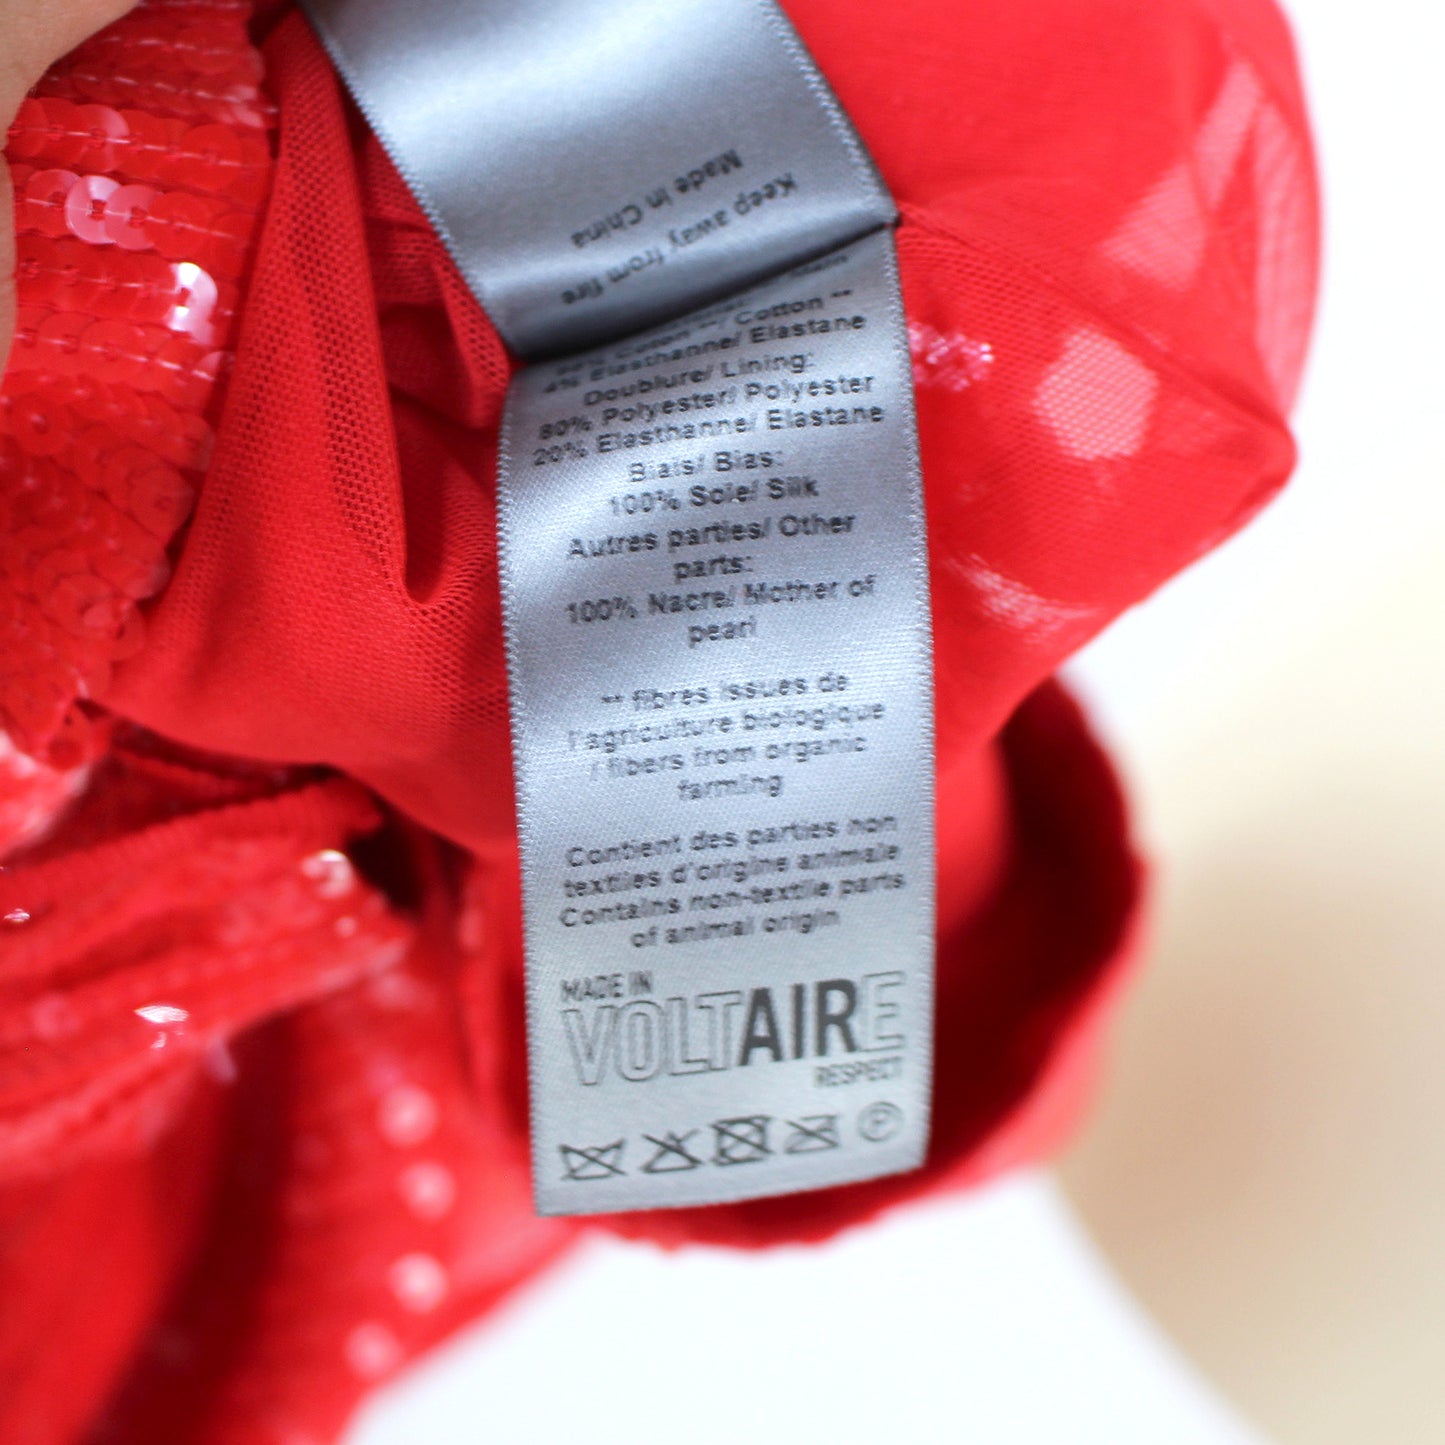 Made in China
Keep away from fire
Cotton **/ Cotton **
4% Elasthanne/ Elastane
Doublure/ Lining:
80% Polyester/ Polyester
20% Elasthanne/ Elastane
Biais/ Bias:
100% Soie/ Silk
Autres parties/ Other
parts:
100% Nacre/ Mother of
pearl
** fibres issues de
l'agriculture biologique
/ fibers from organic
farming
Contient des parties non
textiles d'origine animale
Contains non-textile parts
of animal origin
MADE IN
VOLTAIRE
RESPECT
P